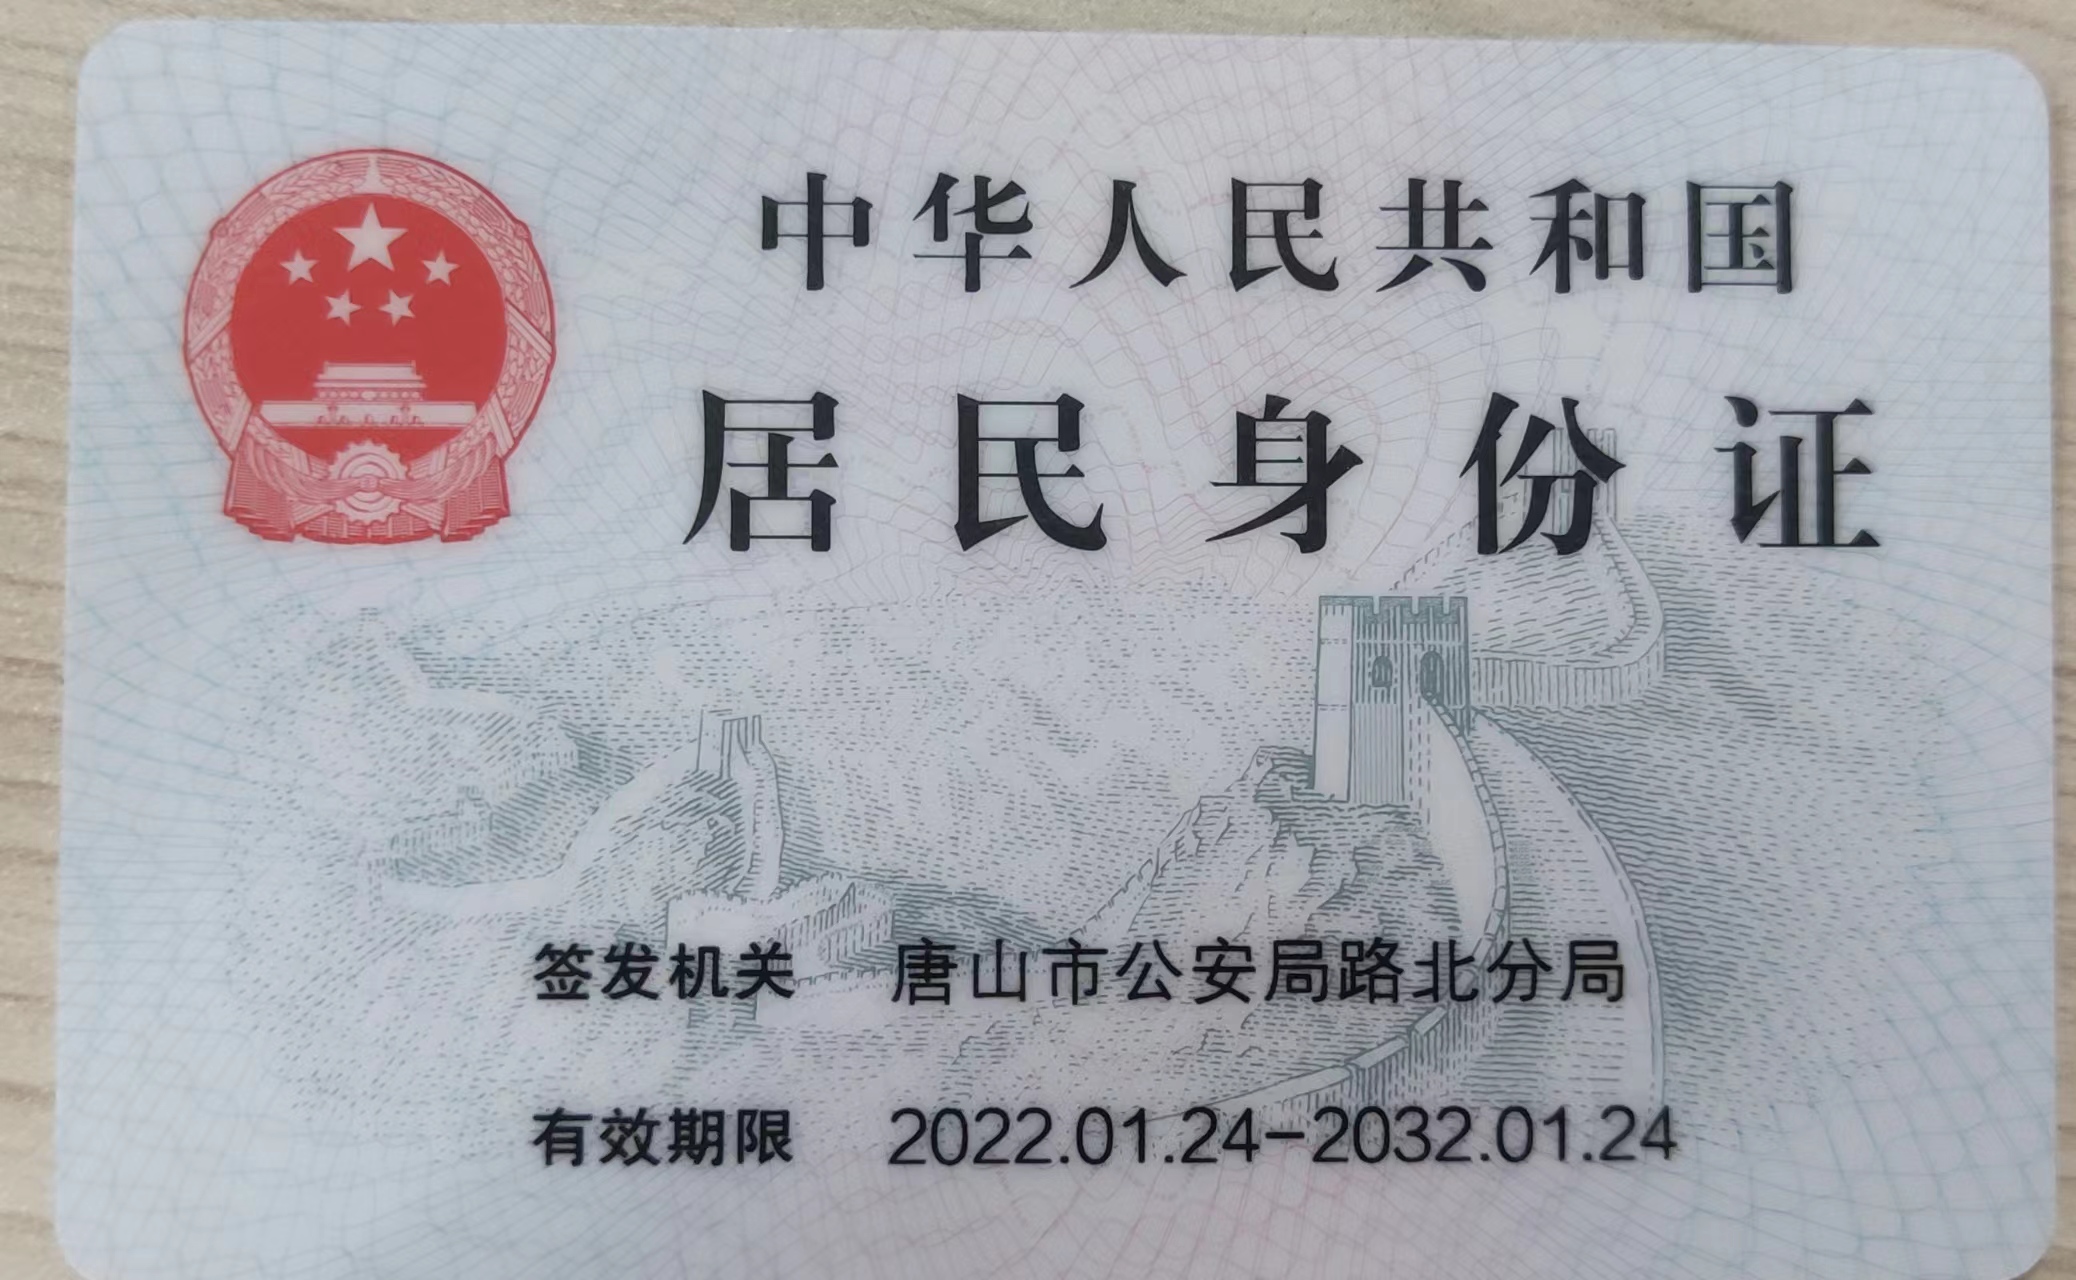 中华人民共和国
居民身份证
签发机关 唐山市公安局路北分局
有效期限 2022.01.24-2032.01.24